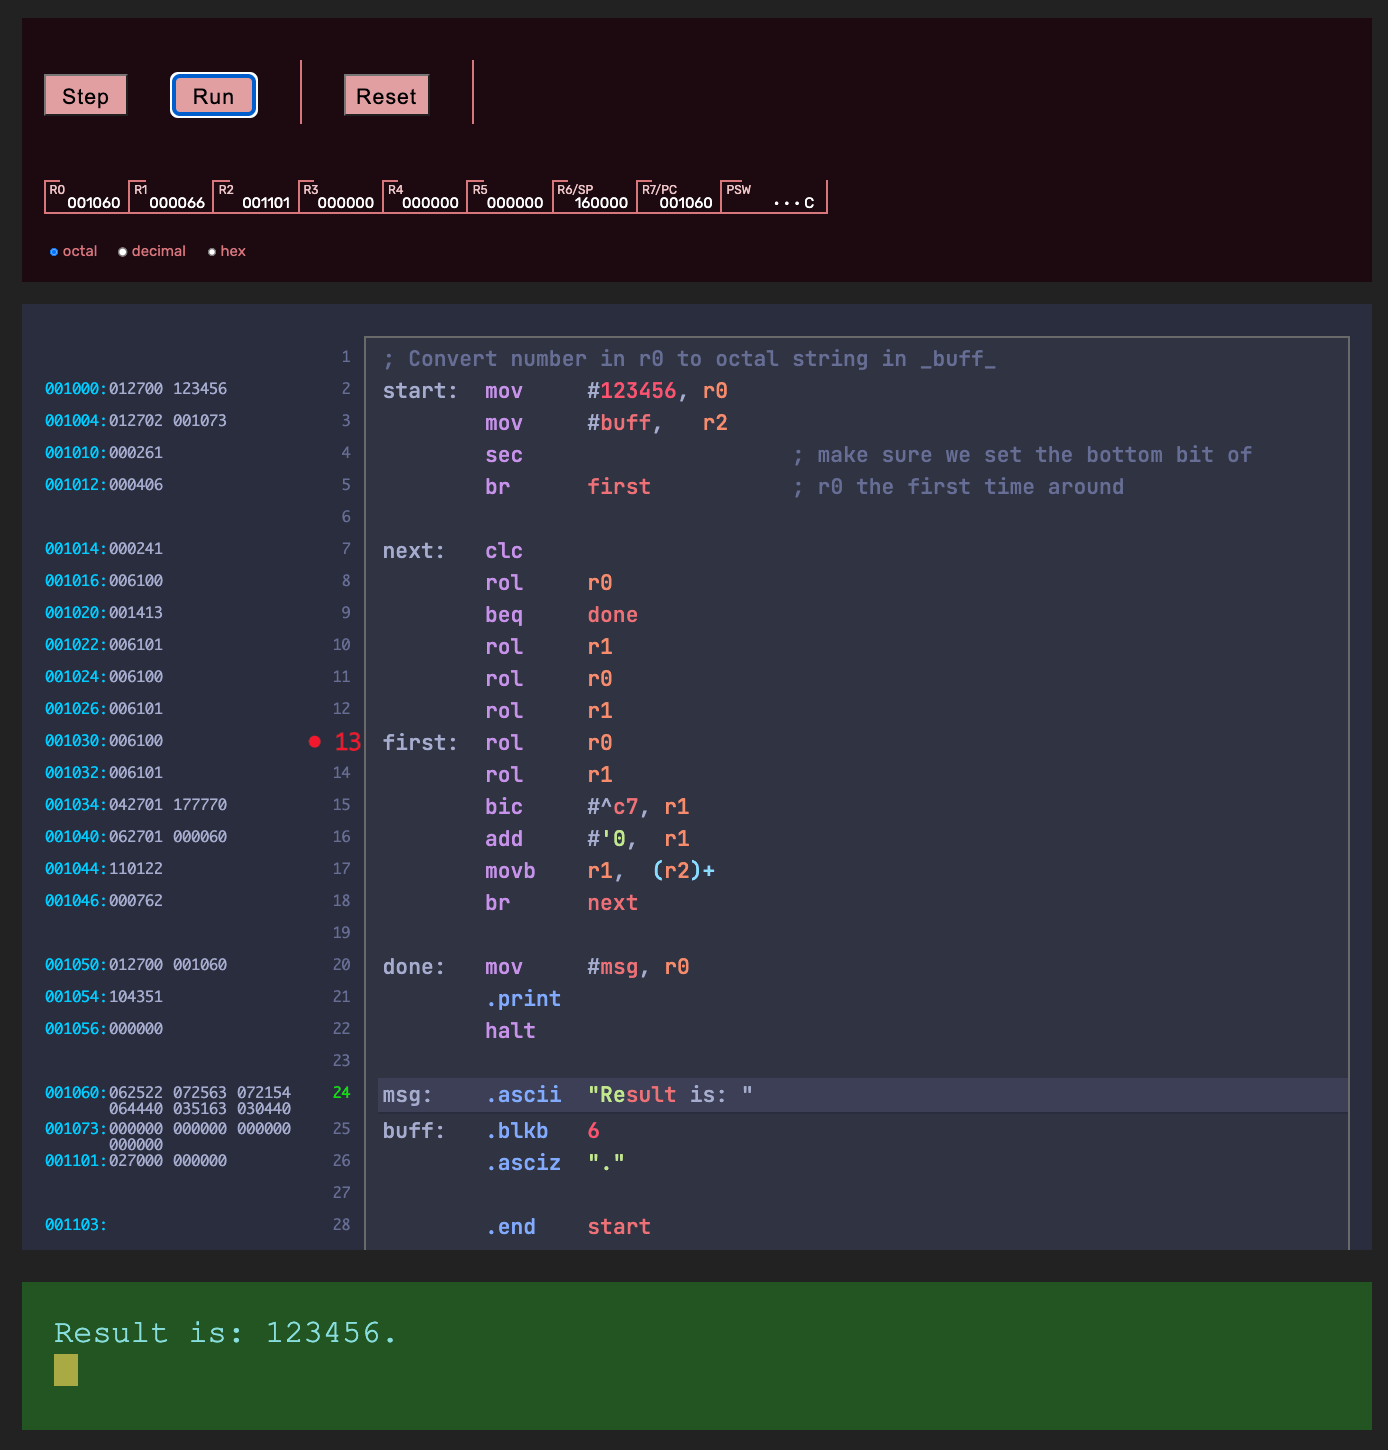 Step Run Reset
R0 001060 R1 000066 R2 001101 R3 000000 R4 000000 R5 000000 R6/SP 160000 R7/PC 001060 PSW ...C
octal decimal hex
1 ; Convert number in r0 to octal string in _buff_
001000:012700 123456 2 start: mov #123456, r0
001004:012702 001073 3 mov #buff, r2
001010:000261 4 sec ; make sure we set the bottom bit of
001012:000406 5 br first ; r0 the first time around
6
001014:000241 7 next: clc
001016:006100 8 rol r0
001020:001413 9 beq done
001022:006101 10 rol r1
001024:006100 11 rol r0
001026:006101 12 rol r1
001030:006100 13 first: rol r0
001032:006101 14 rol r1
001034:042701 177770 15 bic #^c7, r1
001040:062701 000060 16 add #'0, r1
001044:110122 17 movb r1, (r2)+
001046:000762 18 br next
19
001050:012700 001060 20 done: mov #msg, r0
001054:104351 21 .print
001056:000000 22 halt
23
001060:062522 072563 072154 24 msg: .ascii "Result is: "
064440 035163 030440
001073:000000 000000 000000 25 buff: .blkb 6
000000
001101:027000 000000 26 .asciz "."
27
001103: 28 .end start
Result is: 123456.